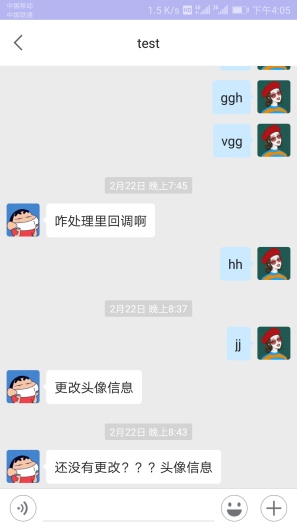 中国移动
中国联通
1.5 K/s
HD
下午4:05
test
ggh
vgg
2月22日 晚上7:45
咋处理里回调啊
hh
2月22日 晚上8:37
jj
更改头像信息
2月22日 晚上8:43
还没有更改？？？头像信息